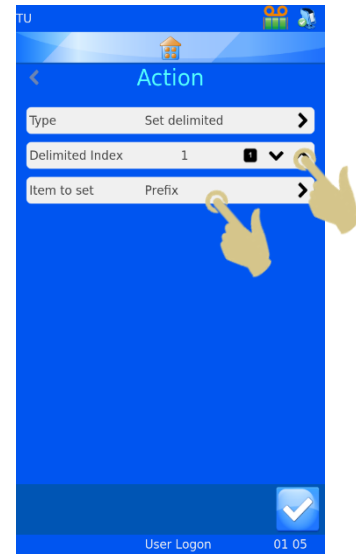 TU
Action
Type Set delimited
Delimited Index 1 1
Item to set Prefix
User Logon 01 05